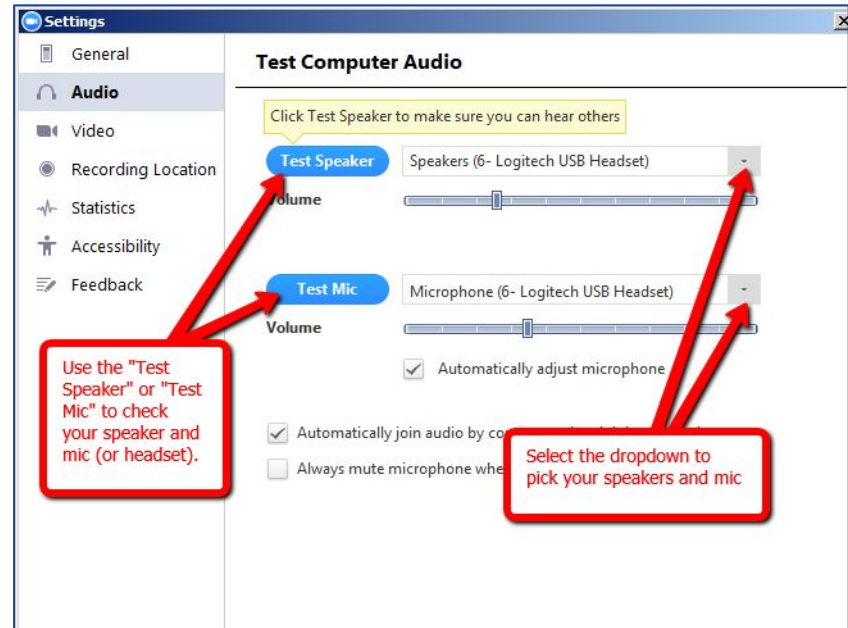 Settings
General
Audio
Video
Recording Location
Statistics
Accessibility
Feedback
Test Computer Audio
Click Test Speaker to make sure you can hear others
Test Speaker
Speakers (6- Logitech USB Headset)
Volume
Test Mic
Microphone (6- Logitech USB Headset)
Volume
Automatically adjust microphone
Automatically join audio by
Always mute microphone
Use the "Test
Speaker" or "Test
Mic" to check
your speaker and
mic (or headset).
Select the dropdown to
pick your speakers and mic